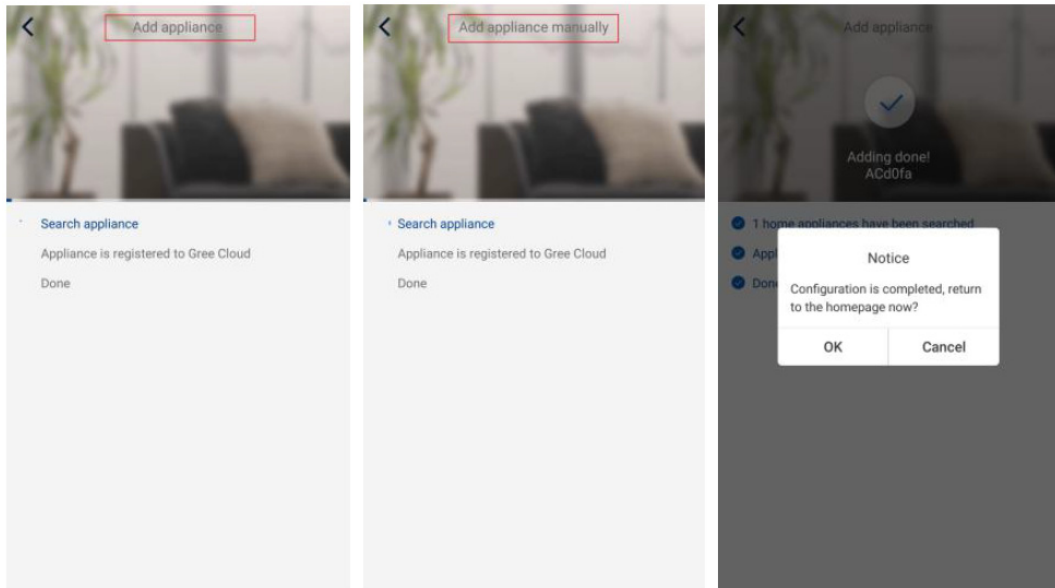 Add appliance
Search appliance
Appliance is registered to Gree Cloud
Done
Add appliance manually
Search appliance
Appliance is registered to Gree Cloud
Done
Add appliance
Adding done!
ACd0fa
1 home appliances have been searched
Appl
Done
Notice
Configuration is completed, return
to the homepage now?
OK
Cancel